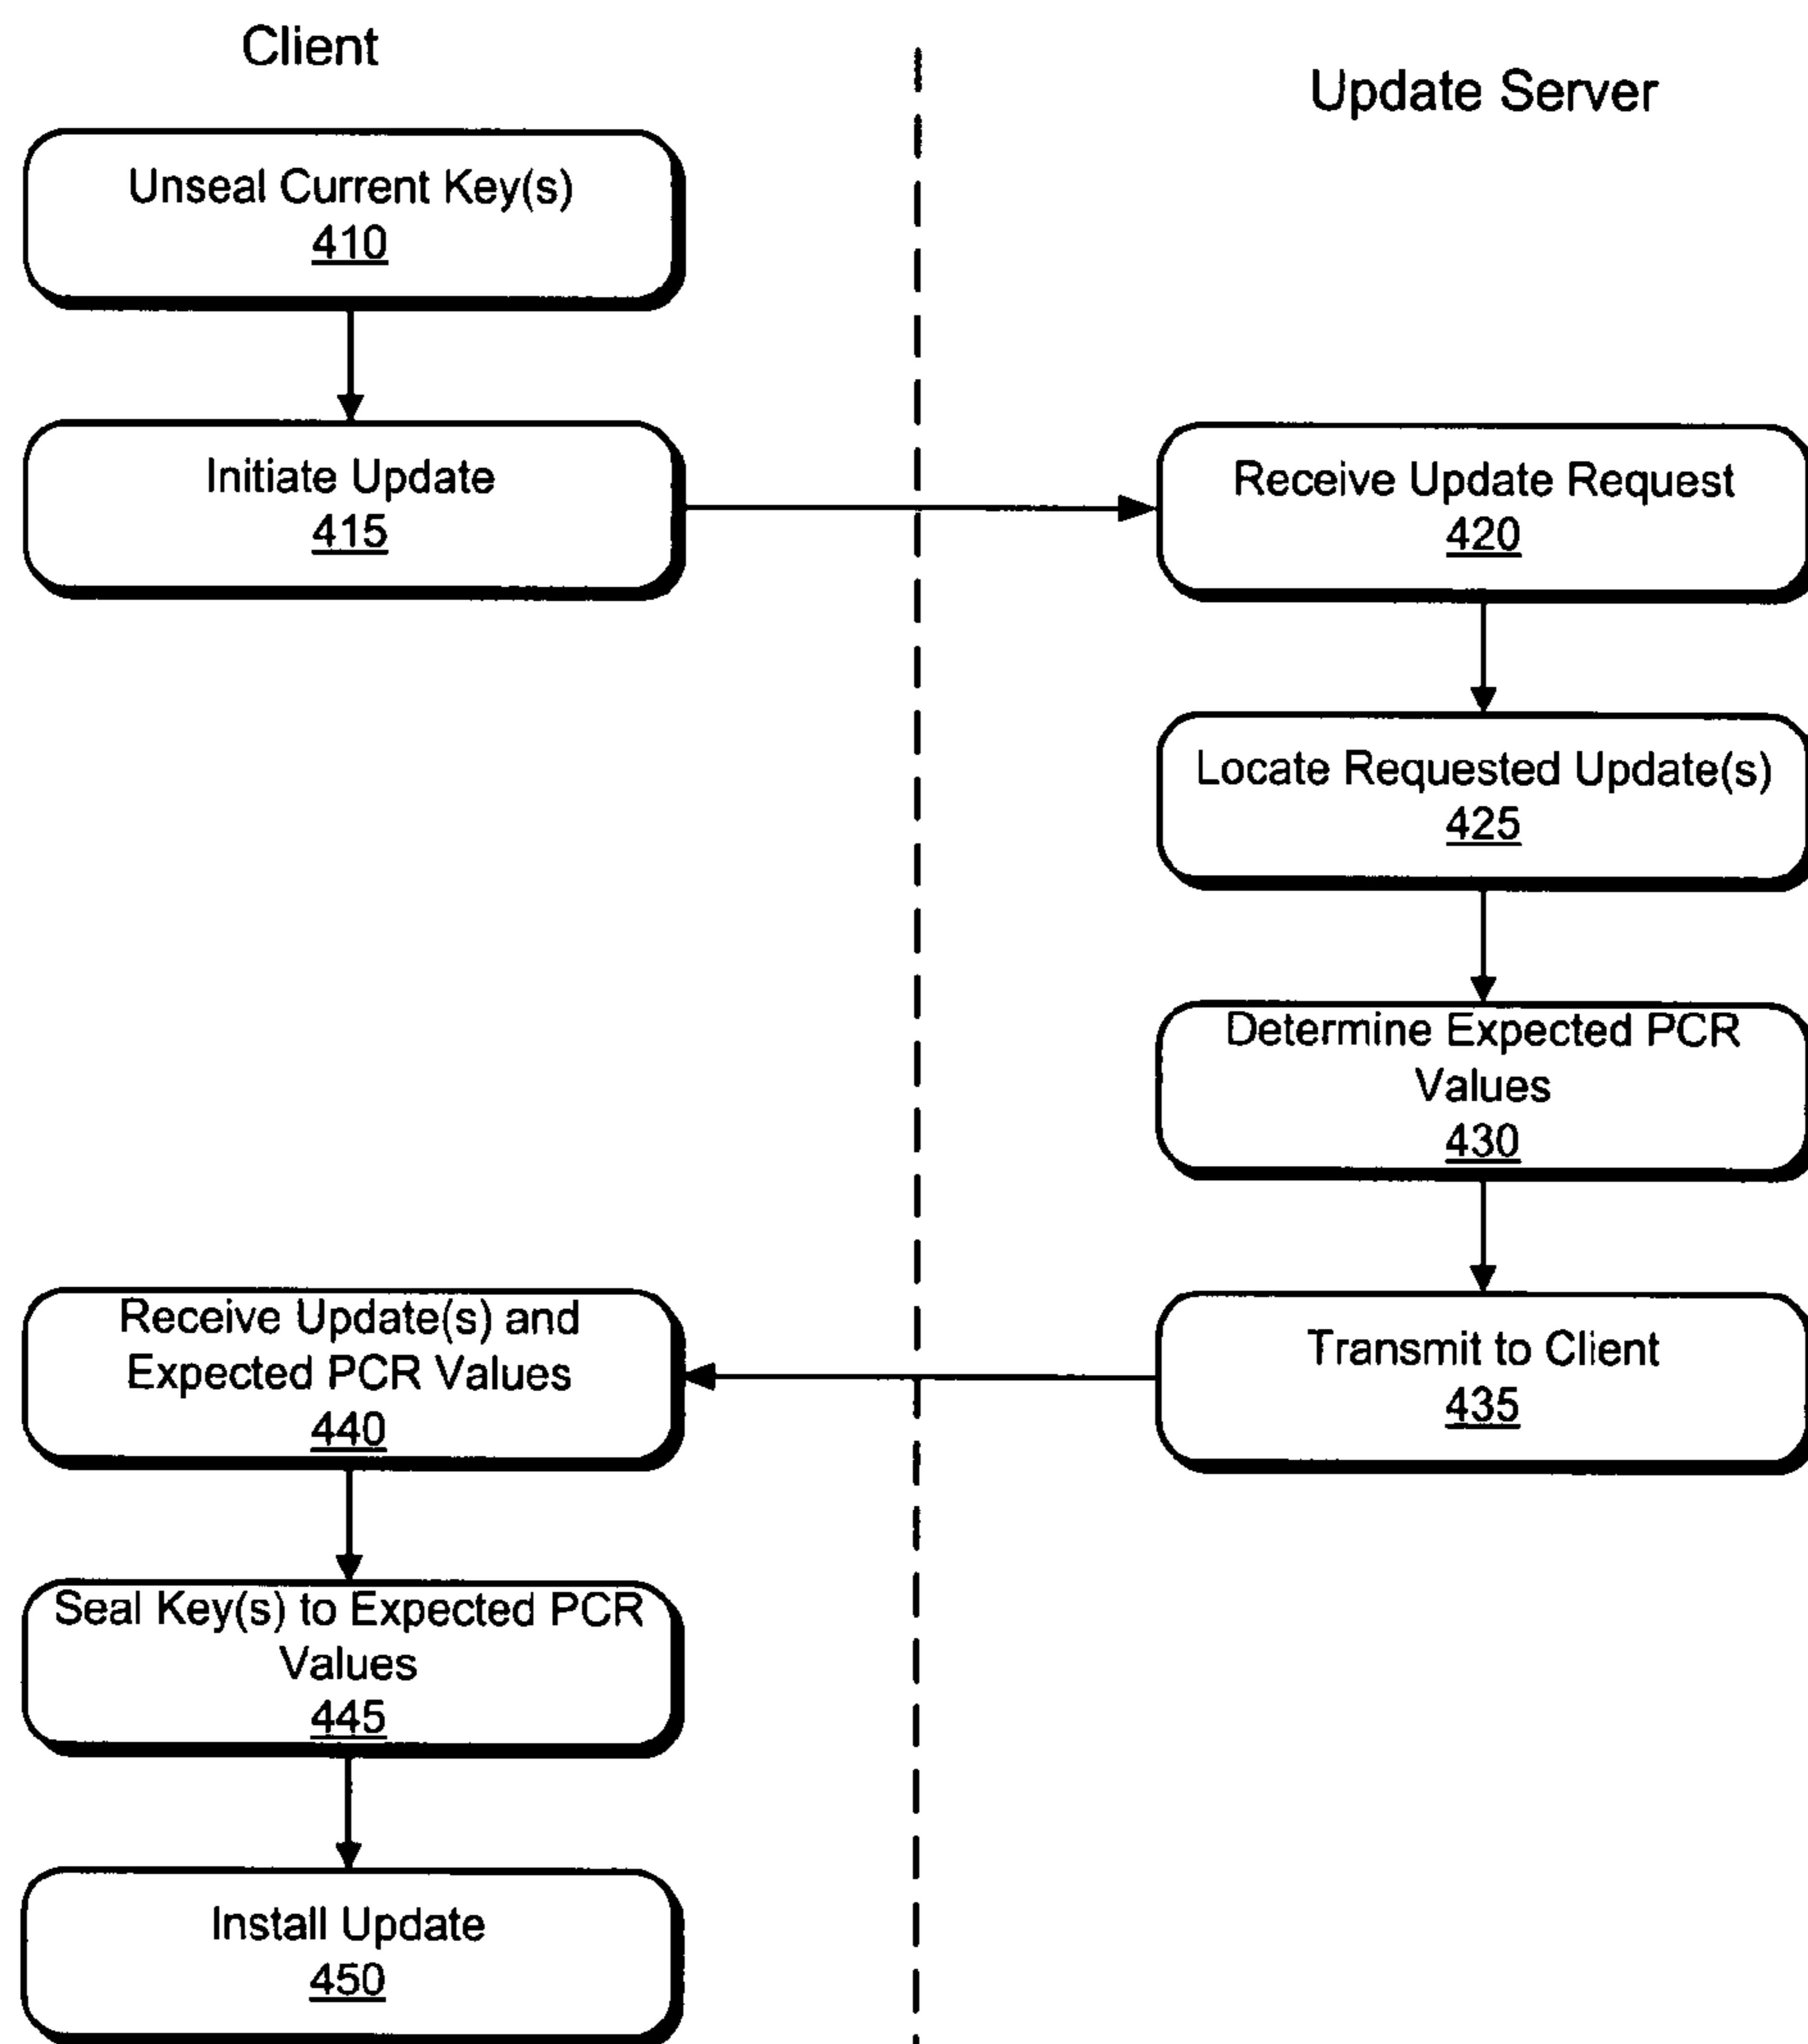 Client
Update Server
Unseal Current Key(s)
410
Initiate Update
415
Receive Update Request
420
Locate Requested Update(s)
425
Determine Expected PCR
Values
430
Transmit to Client
435
Receive Update(s) and
Expected PCR Values
440
Seal Key(s) to Expected PCR
Values
445
Install Update
450